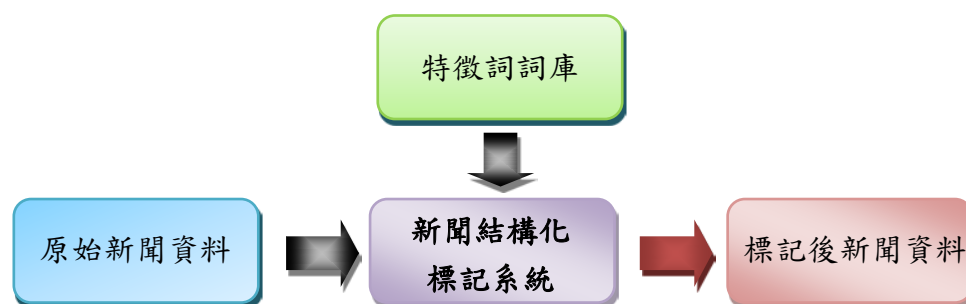 特徵詞詞庫
原始新聞資料
新聞結構化
標記系統
標記後新聞資料